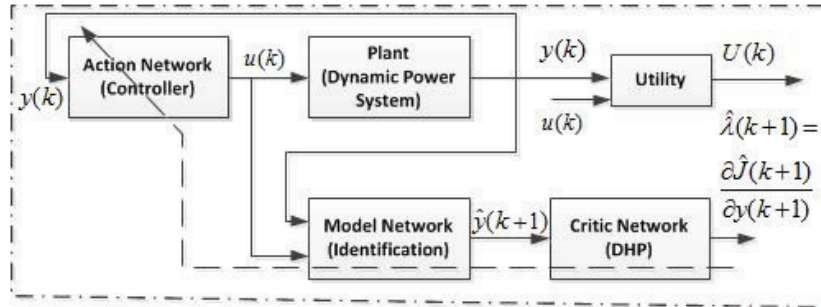 Action Network
(Controller)
u(k)
Plant
(Dynamic Power
System)
y(k)
Utility
U(k)
y(k)
u(k)
λ̂(k+1) =
∂Ĵ(k+1)
∂y(k+1)
Model Network
(Identification)
ŷ(k+1)
Critic Network
(DHP)